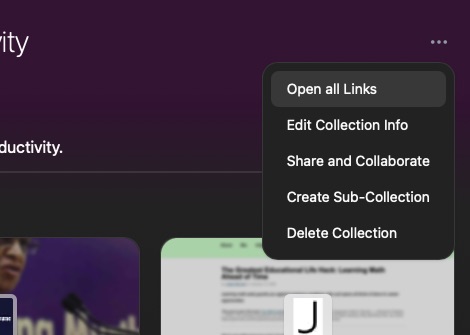 ity
Open all Links
Edit Collection Info
Share and Collaborate
ductivity.
Create Sub-Collection
Delete Collection
The Greatest Educational Life Hack: Learning Math
Ahead of Time
J